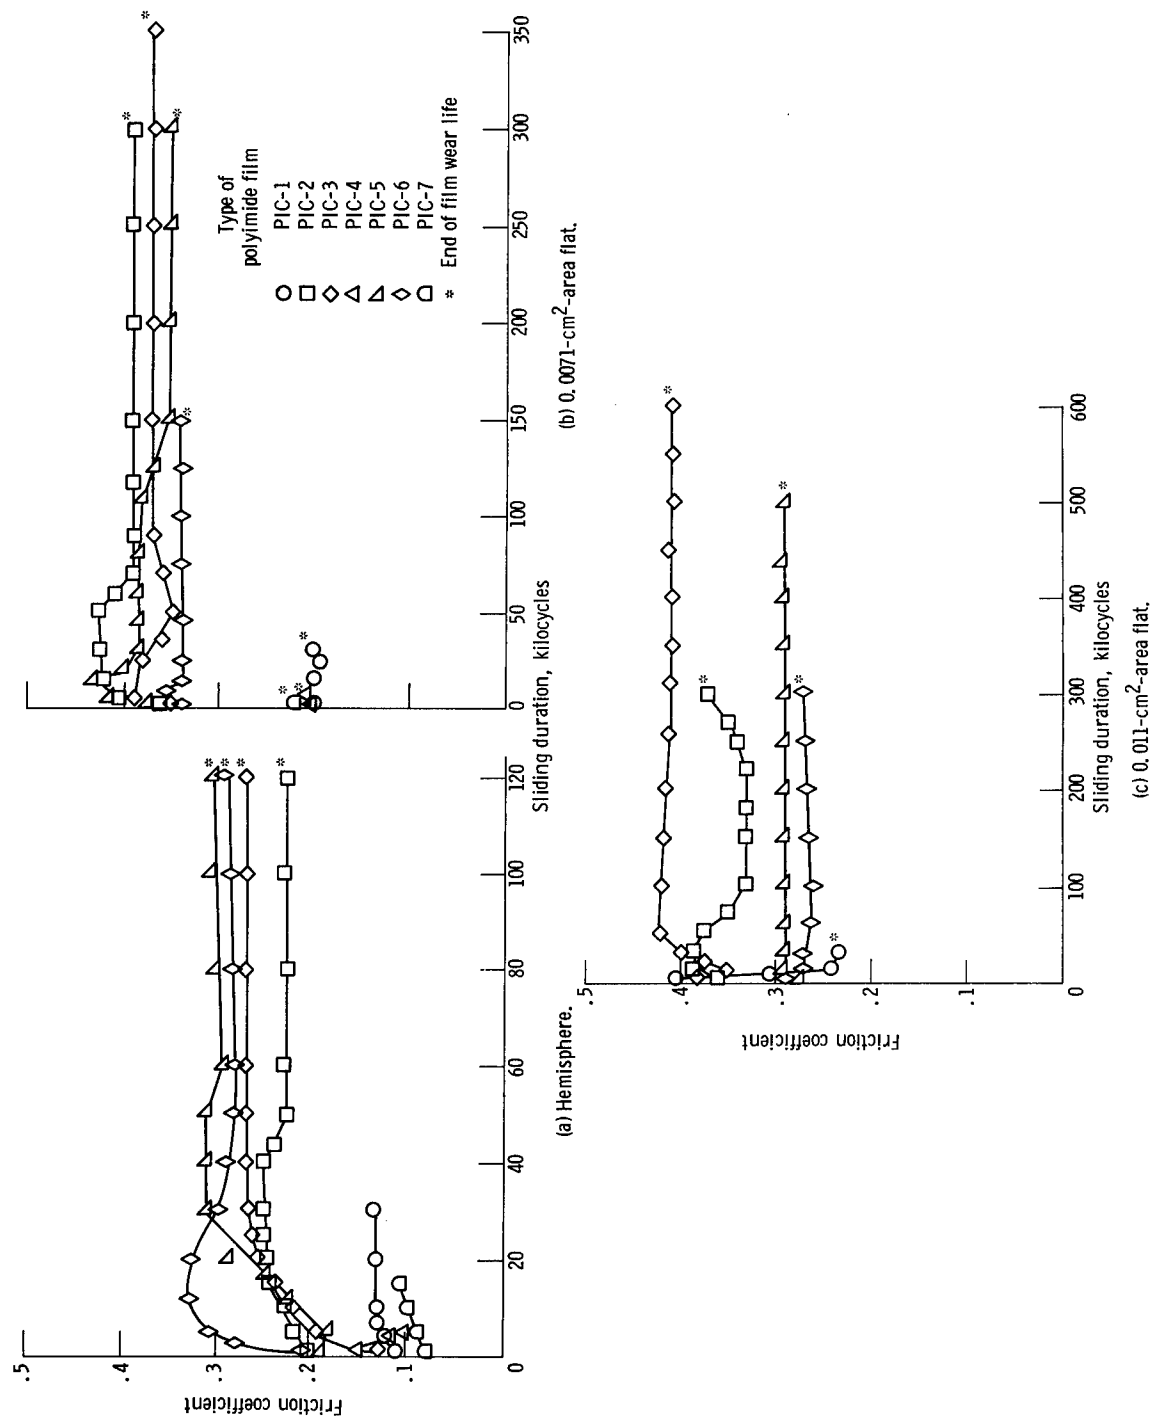 Friction coefficient
.5
.4
.3
.2
.1
0
20
40
60
80
100
120
*
*
*
*
(a) Hemisphere.
Sliding duration, kilocycles
0
50
100
150
200
250
300
350
*
*
*
*
*
*
*
Type of
polyimide film
PIC-1
PIC-2
PIC-3
PIC-4
PIC-5
PIC-6
PIC-7
* End of film wear life
(b) 0.0071-cm²-area flat.
Friction coefficient
.5
.4
.3
.2
.1
0
100
200
300
400
500
600
*
*
*
*
*
Sliding duration, kilocycles
(c) 0.011-cm²-area flat.